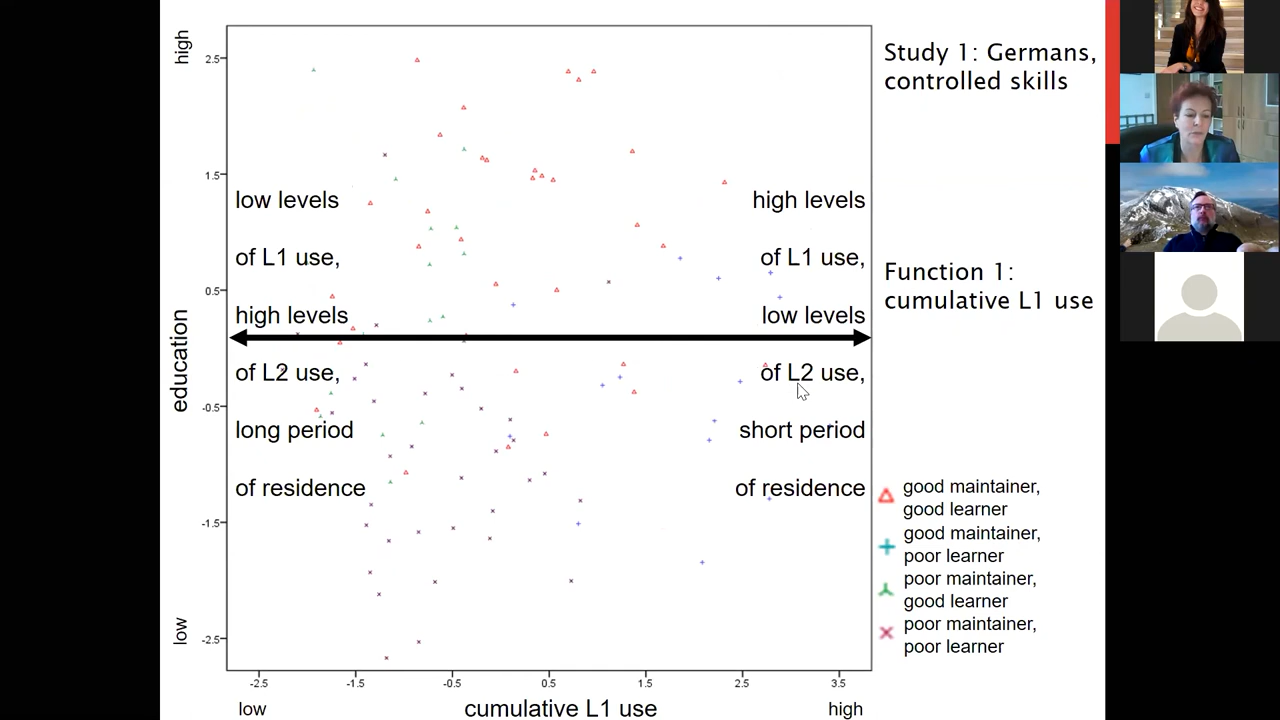 high
education
low
2.5
1.5
0.5
-0.5
-1.5
-2.5
low levels
of L1 use,
high levels
of L2 use,
long period
of residence
high levels
of L1 use,
low levels
of L2 use,
short period
of residence
-2.5 -1.5 -0.5 0.5 1.5 2.5 3.5
low cumulative L1 use high
Study 1: Germans,
controlled skills
Function 1:
cumulative L1 use
good maintainer,
good learner
good maintainer,
poor learner
poor maintainer,
good learner
poor maintainer,
poor learner